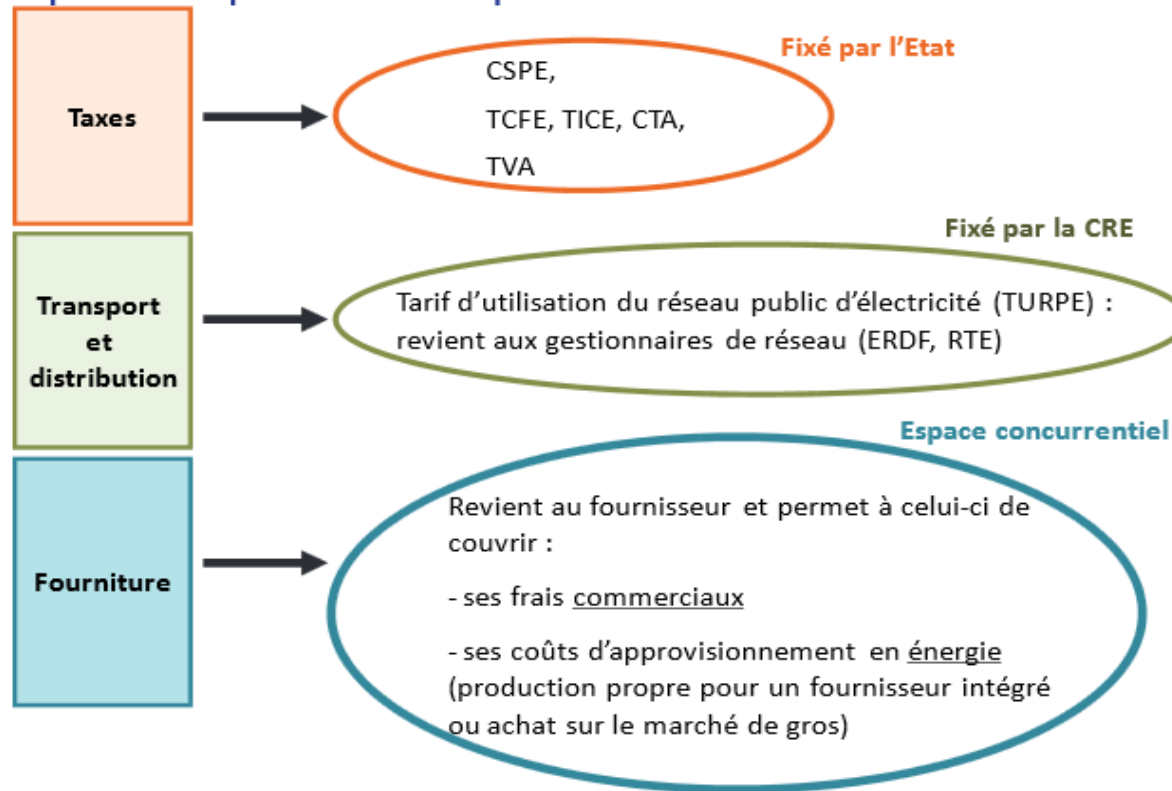 Taxes
Fixé par l'Etat
CSPE,
TCFE, TICE, CTA,
TVA
Transport
et
distribution
Fixé par la CRE
Tarif d'utilisation du réseau public d'électricité (TURPE) :
revient aux gestionnaires de réseau (ERDF, RTE)
Fourniture
Espace concurrentiel
Revient au fournisseur et permet à celui-ci de
couvrir :
- ses frais commerciaux
- ses coûts d'approvisionnement en énergie
(production propre pour un fournisseur intégré
ou achat sur le marché de gros)